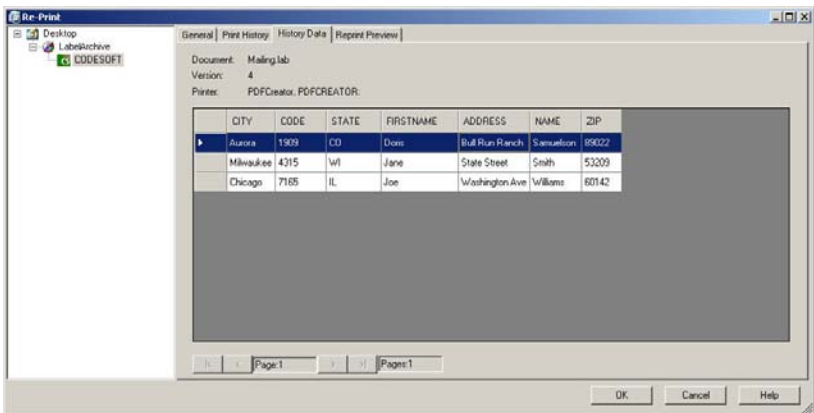 Re-Print
Desktop
LabelArchive
CODESOFT
General Print History History Data Reprint Preview
Document: Mailing.lab
Version: 4
Printer: PDFCreator, PDFCREATOR:
CITY CODE STATE FIRSTNAME ADDRESS NAME ZIP
Aurora 1909 CO Doris Bull Run Ranch Samuelson 89022
Milwaukee 4315 WI Jane State Street Smith 53209
Chicago 7165 IL Joe Washington Ave Williams 60142
Page:1 Pages:1
OK Cancel Help